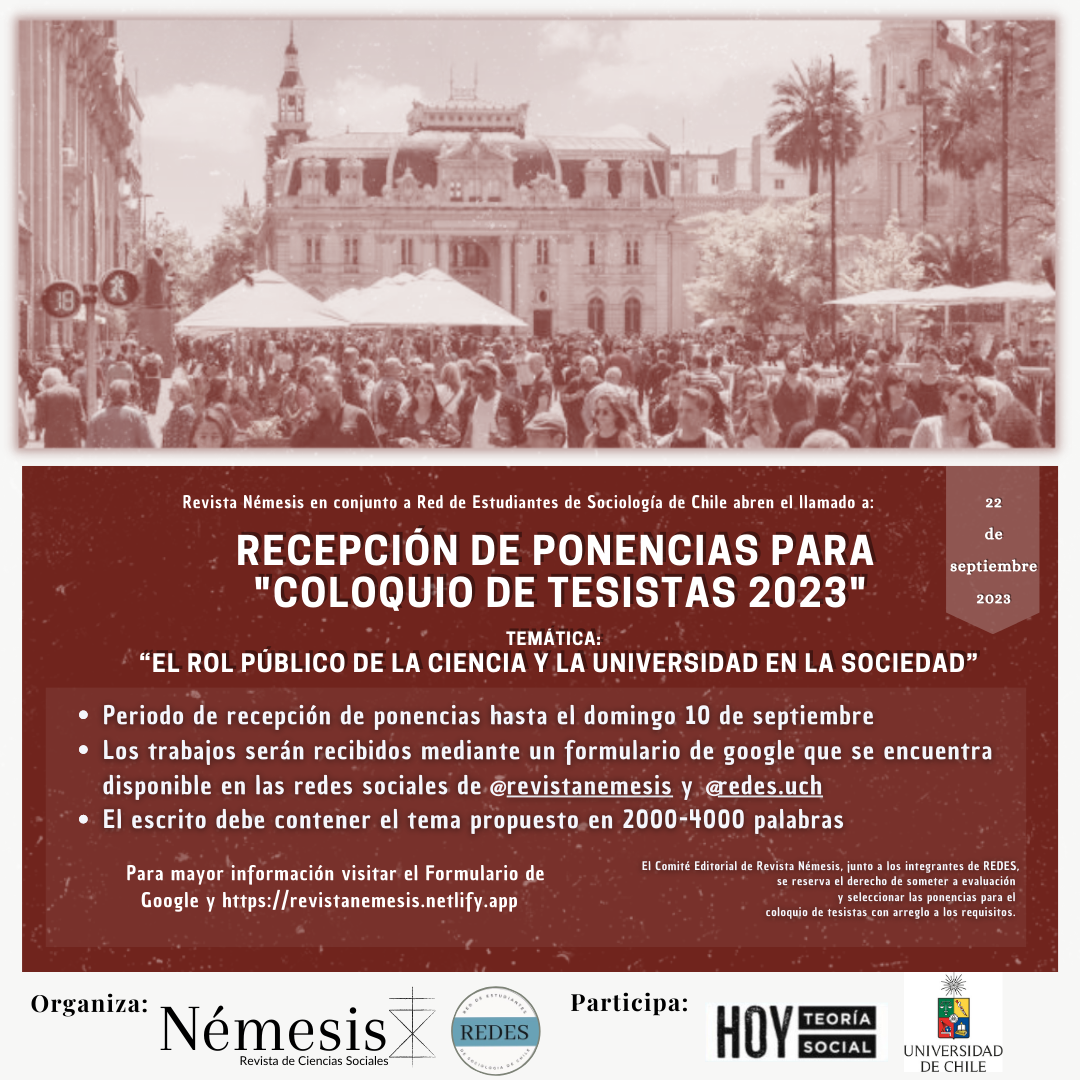 18
Revista Némesis en conjunto a Red de Estudiantes de Sociología de Chile abren el llamado a:
RECEPCIÓN DE PONENCIAS PARA
"COLOQUIO DE TESISTAS 2023"
22
de
septiembre
2023
TEMÁTICA:
“EL ROL PÚBLICO DE LA CIENCIA Y LA UNIVERSIDAD EN LA SOCIEDAD”
• Periodo de recepción de ponencias hasta el domingo 10 de septiembre
• Los trabajos serán recibidos mediante un formulario de google que se encuentra
disponible en las redes sociales de @revistanemesis y @redes.uch
• El escrito debe contener el tema propuesto en 2000-4000 palabras
Para mayor información visitar el Formulario de
Google y https://revistanemesis.netlify.app
El Comité Editorial de Revista Némesis, junto a los integrantes de REDES,
se reserva el derecho de someter a evaluación
y seleccionar las ponencias para el
coloquio de tesistas con arreglo a los requisitos.
Organiza:
Némesis
Revista de Ciencias Sociales
RED DE ESTUDIANTES
REDES
DE SOCIOLOGÍA DE CHILE
Participa:
HOY
TEORÍA
SOCIAL
UNIVERSIDAD
DE CHILE